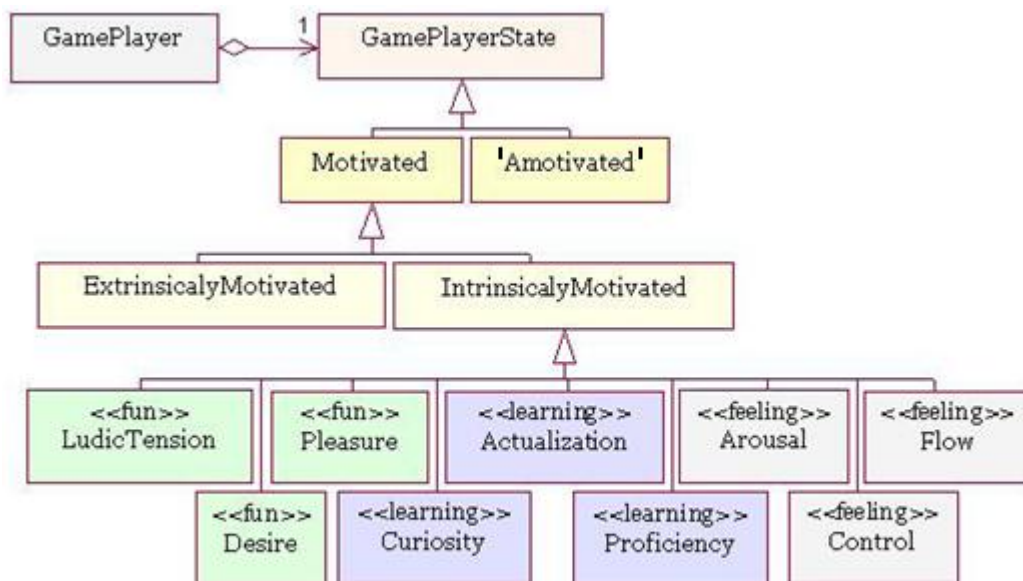 GamePlayer
1
GamePlayerState
Motivated
'Amotivated'
ExtrinsicalyMotivated
IntrinsicalyMotivated
<<fun>>
LudicTension
<<fun>>
Pleasure
<<learning>>
Actualization
<<feeling>>
Arousal
<<feeling>>
Flow
<<fun>>
Desire
<<learning>>
Curiosity
<<learning>>
Proficiency
<<feeling>>
Control